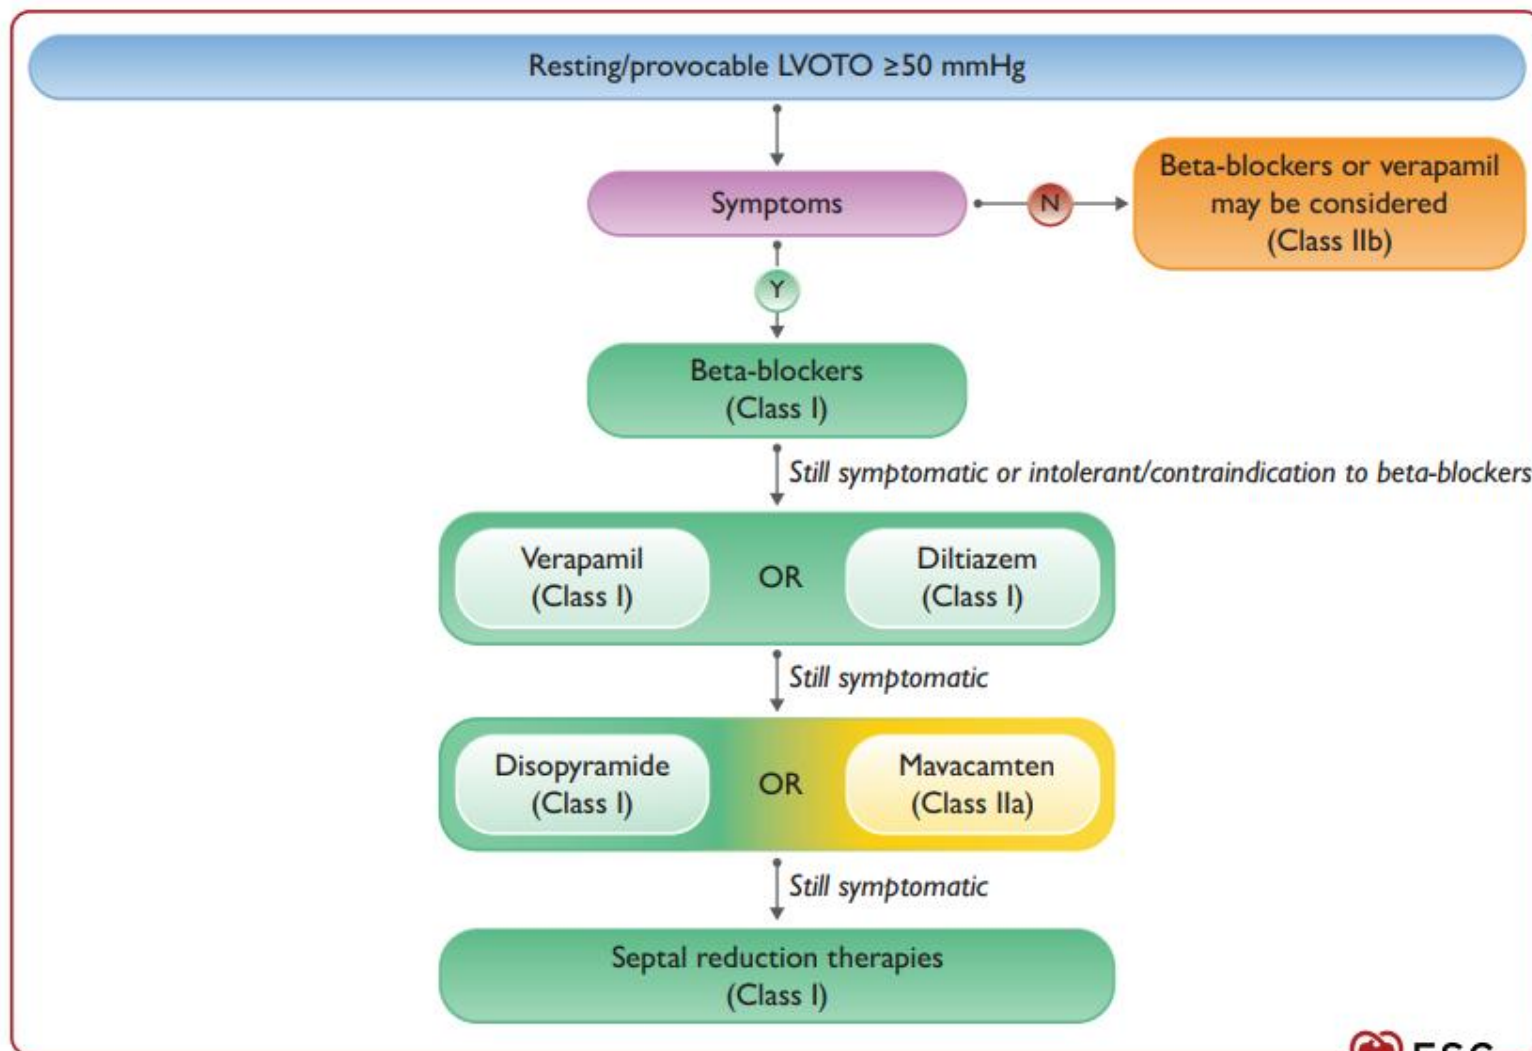 Resting/provocable LVOTO ≥50 mmHg
Symptoms
N
Beta-blockers or verapamil
may be considered
(Class IIb)
Y
Beta-blockers
(Class I)
Still symptomatic or intolerant/contraindication to beta-blockers
Verapamil
(Class I)
OR
Diltiazem
(Class I)
Still symptomatic
Disopyramide
(Class I)
OR
Mavacamten
(Class IIa)
Still symptomatic
Septal reduction therapies
(Class I)
ESC